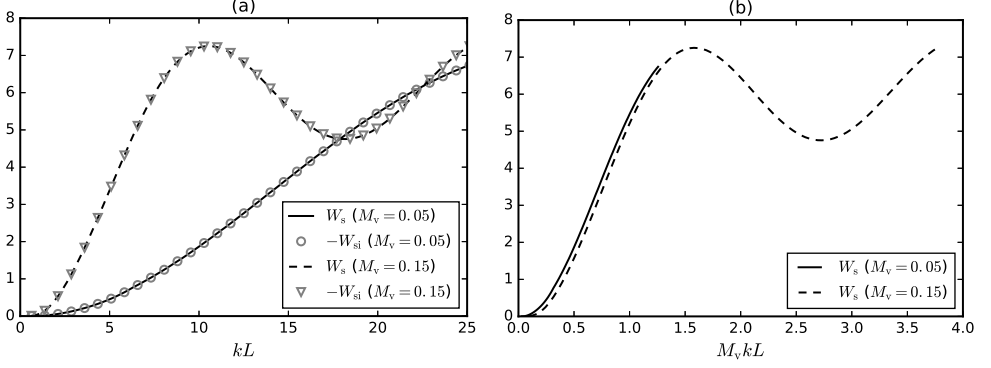 (a)
8
7
6
5
4
3
2
1
0
0 5 10 15 20 25
kL
W_s (M_v = 0.05)
−W_si (M_v = 0.05)
W_s (M_v = 0.15)
−W_si (M_v = 0.15)
(b)
8
7
6
5
4
3
2
1
0
0.0 0.5 1.0 1.5 2.0 2.5 3.0 3.5 4.0
M_v kL
W_s (M_v = 0.05)
W_s (M_v = 0.15)